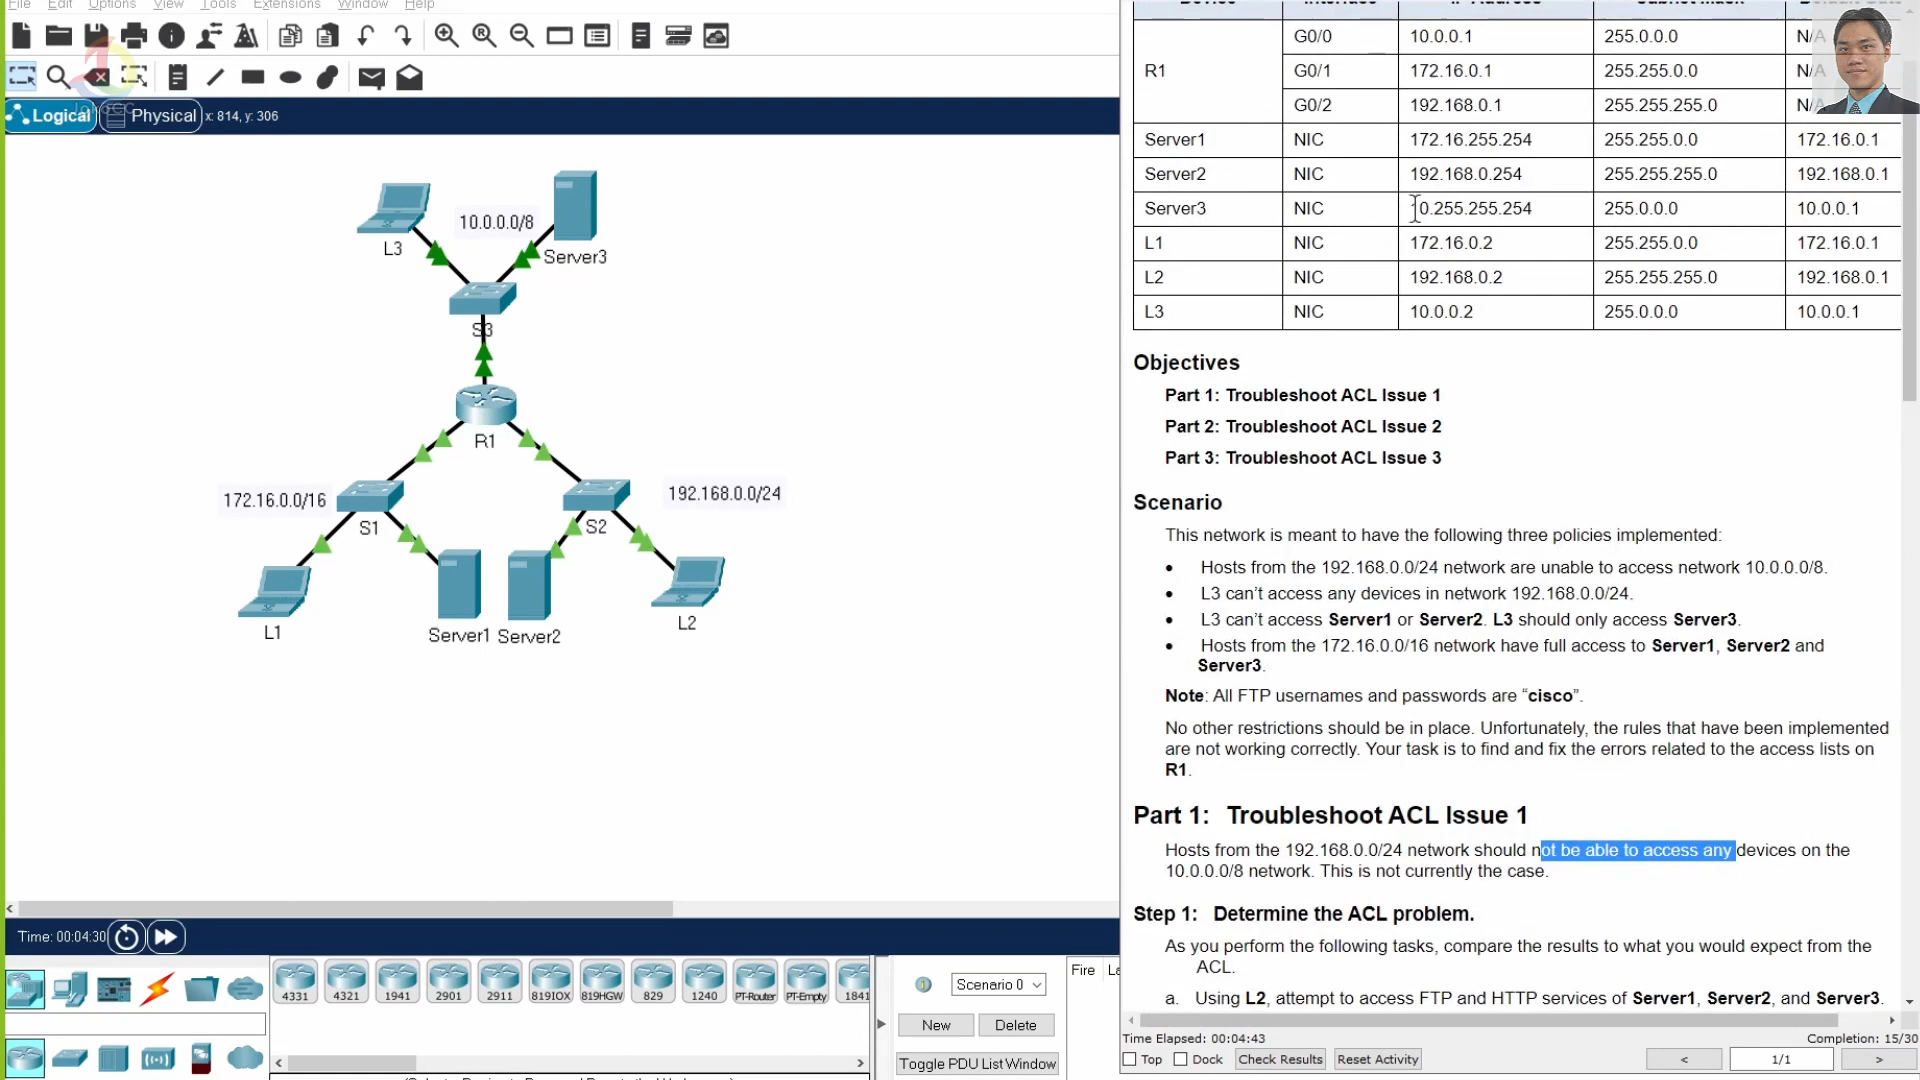 File Edit Options View Tools Extensions Window Help
Logical Physical x: 814, y: 306
L3
10.0.0.0/8
Server3
S3
R1
172.16.0.0/16
S1
S2
192.168.0.0/24
L1
Server1
Server2
L2
Time: 00:04:30
4331 4321 1941 2901 2911 819IOX 819HGW 829 1240 PT-Router PT-Empty 1841
Scenario 0
New Delete
Toggle PDU List Window
Fire
Device Interface IP Address Subnet Mask
R1
G0/0 10.0.0.1 255.0.0.0 N/A
G0/1 172.16.0.1 255.255.0.0 N/A
G0/2 192.168.0.1 255.255.255.0 N/A
Server1 NIC 172.16.255.254 255.255.0.0 172.16.0.1
Server2 NIC 192.168.0.254 255.255.255.0 192.168.0.1
Server3 NIC 10.255.255.254 255.0.0.0 10.0.0.1
L1 NIC 172.16.0.2 255.255.0.0 172.16.0.1
L2 NIC 192.168.0.2 255.255.255.0 192.168.0.1
L3 NIC 10.0.0.2 255.0.0.0 10.0.0.1
Objectives
Part 1: Troubleshoot ACL Issue 1
Part 2: Troubleshoot ACL Issue 2
Part 3: Troubleshoot ACL Issue 3
Scenario
This network is meant to have the following three policies implemented:
• Hosts from the 192.168.0.0/24 network are unable to access network 10.0.0.0/8.
• L3 can’t access any devices in network 192.168.0.0/24.
• L3 can’t access Server1 or Server2. L3 should only access Server3.
• Hosts from the 172.16.0.0/16 network have full access to Server1, Server2 and
Server3.
Note: All FTP usernames and passwords are “cisco”.
No other restrictions should be in place. Unfortunately, the rules that have been implemented
are not working correctly. Your task is to find and fix the errors related to the access lists on
R1.
Part 1: Troubleshoot ACL Issue 1
Hosts from the 192.168.0.0/24 network should not be able to access any devices on the
10.0.0.0/8 network. This is not currently the case.
Step 1: Determine the ACL problem.
As you perform the following tasks, compare the results to what you would expect from the
ACL.
a. Using L2, attempt to access FTP and HTTP services of Server1, Server2, and Server3.
Time Elapsed: 00:04:43 Completion: 15/30
Top Dock Check Results Reset Activity < 1/1 >